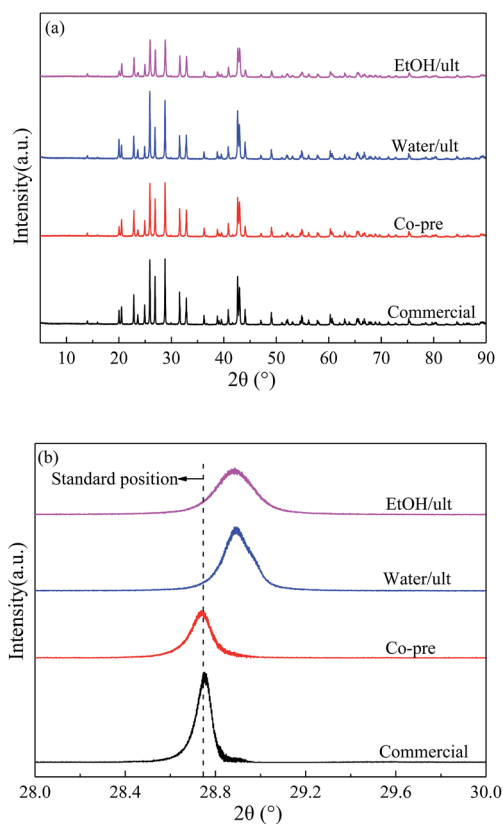 (a)
EtOH/ult
Water/ult
Co-pre
Commercial
Intensity(a.u.)
10 20 30 40 50 60 70 80 90
2θ (°)
(b)
Standard position
EtOH/ult
Water/ult
Co-pre
Commercial
Intensity(a.u.)
28.0 28.4 28.8 29.2 29.6 30.0
2θ (°)